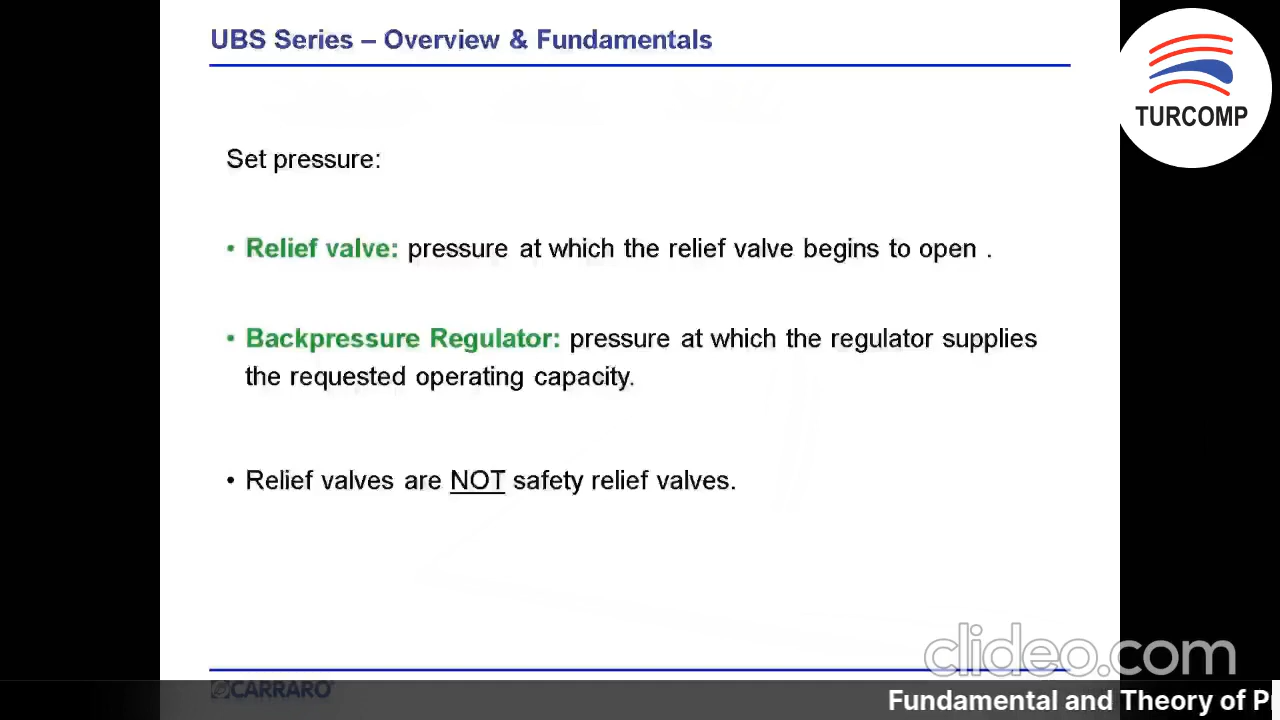 UBS Series – Overview & Fundamentals
TURCOMP
Set pressure:
• Relief valve: pressure at which the relief valve begins to open .
• Backpressure Regulator: pressure at which the regulator supplies
the requested operating capacity.
• Relief valves are NOT safety relief valves.
clideo.com
CARRARO
Fundamental and Theory of